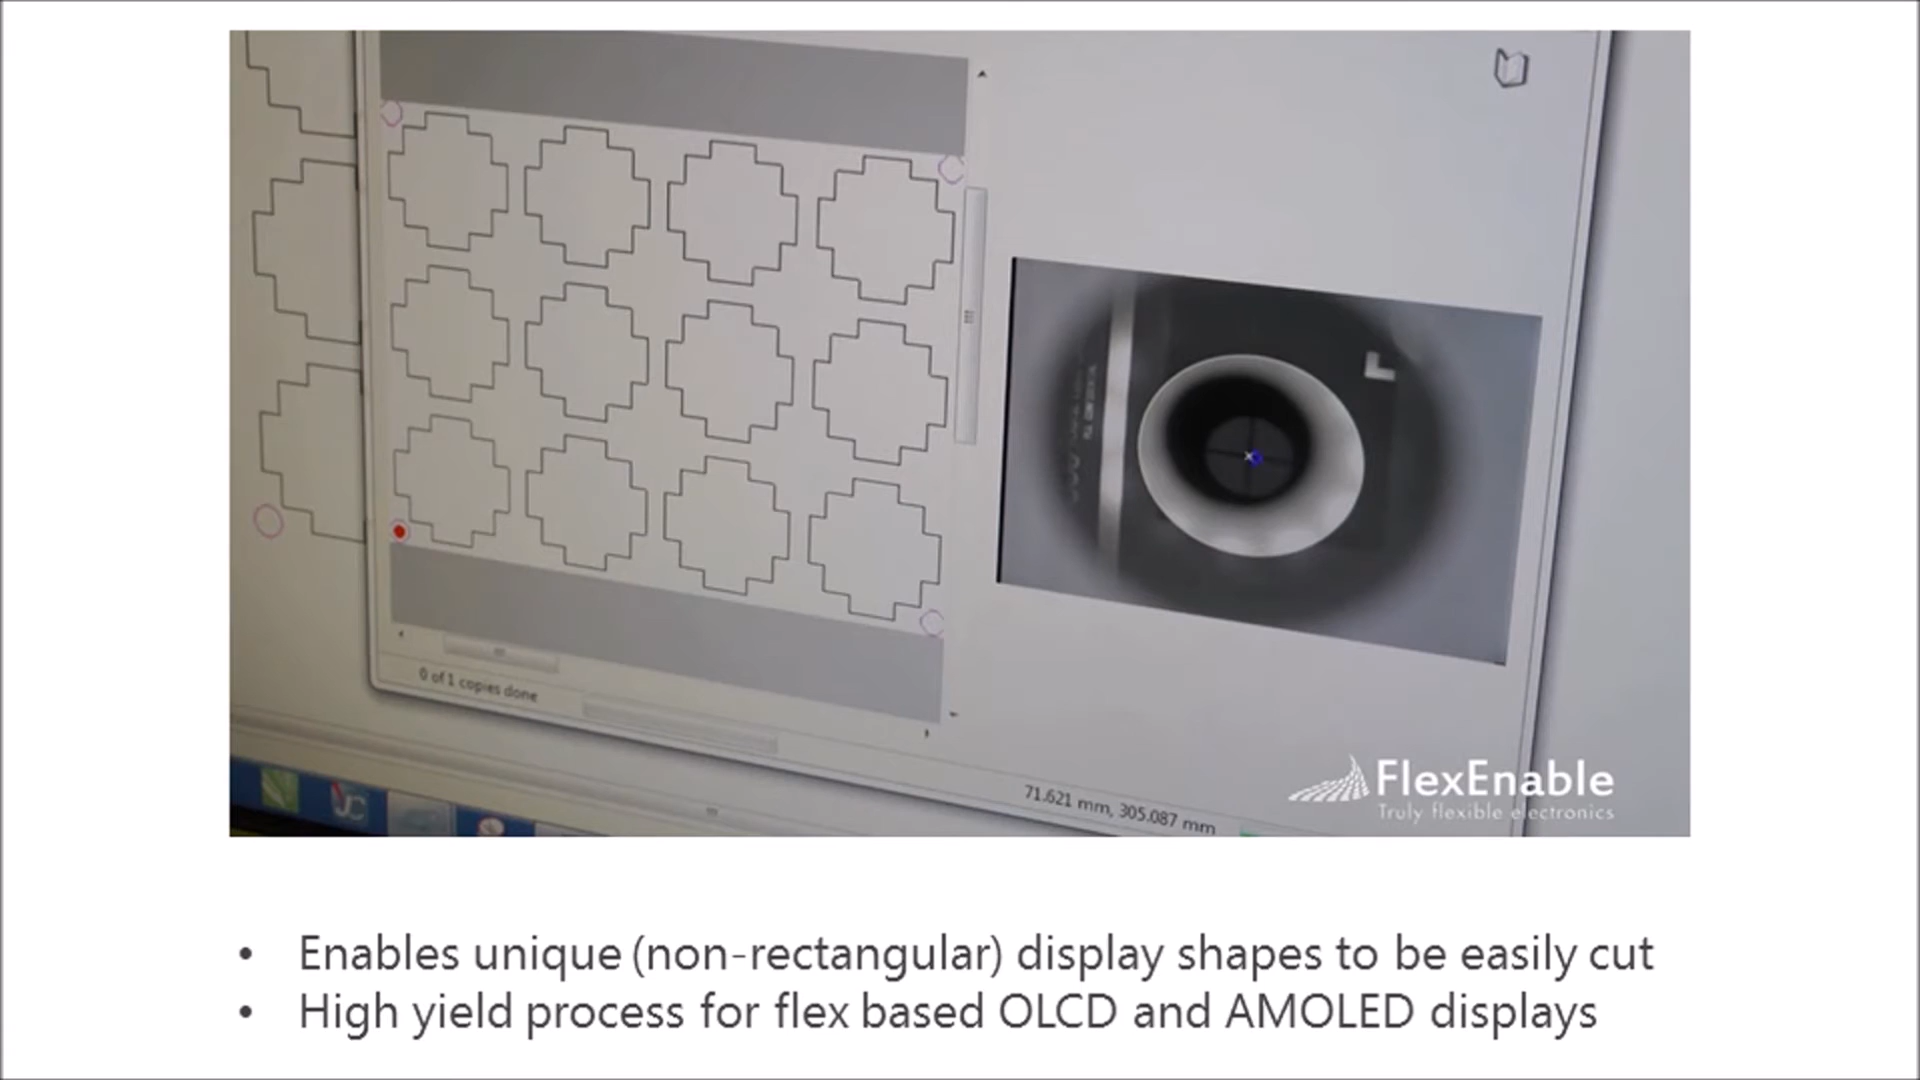 0 of 1 copies done
71.621 mm, 305.087 mm
FlexEnable
Truly flexible electronics
• Enables unique (non-rectangular) display shapes to be easily cut
• High yield process for flex based OLCD and AMOLED displays